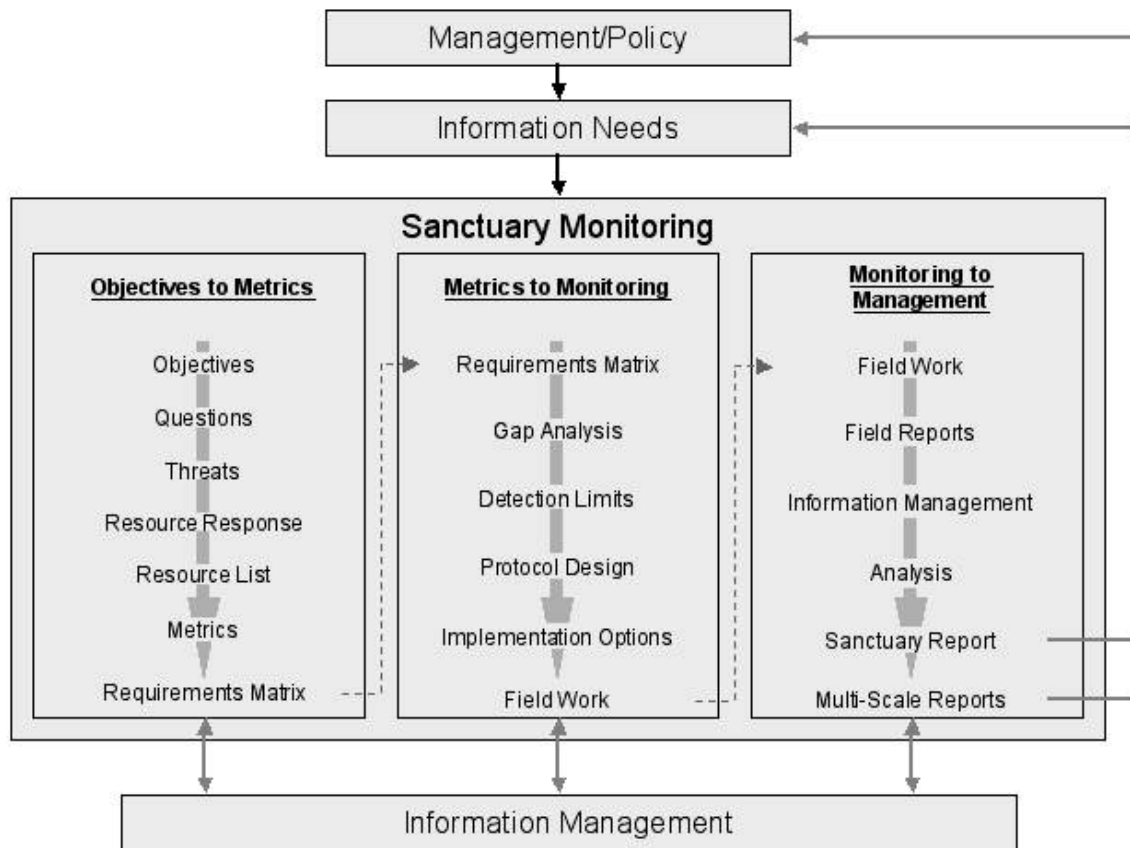 Management/Policy
Information Needs
Sanctuary Monitoring
Objectives to Metrics
Objectives
Questions
Threats
Resource Response
Resource List
Metrics
Requirements Matrix
Metrics to Monitoring
Requirements Matrix
Gap Analysis
Detection Limits
Protocol Design
Implementation Options
Field Work
Monitoring to
Management
Field Work
Field Reports
Information Management
Analysis
Sanctuary Report
Multi-Scale Reports
Information Management